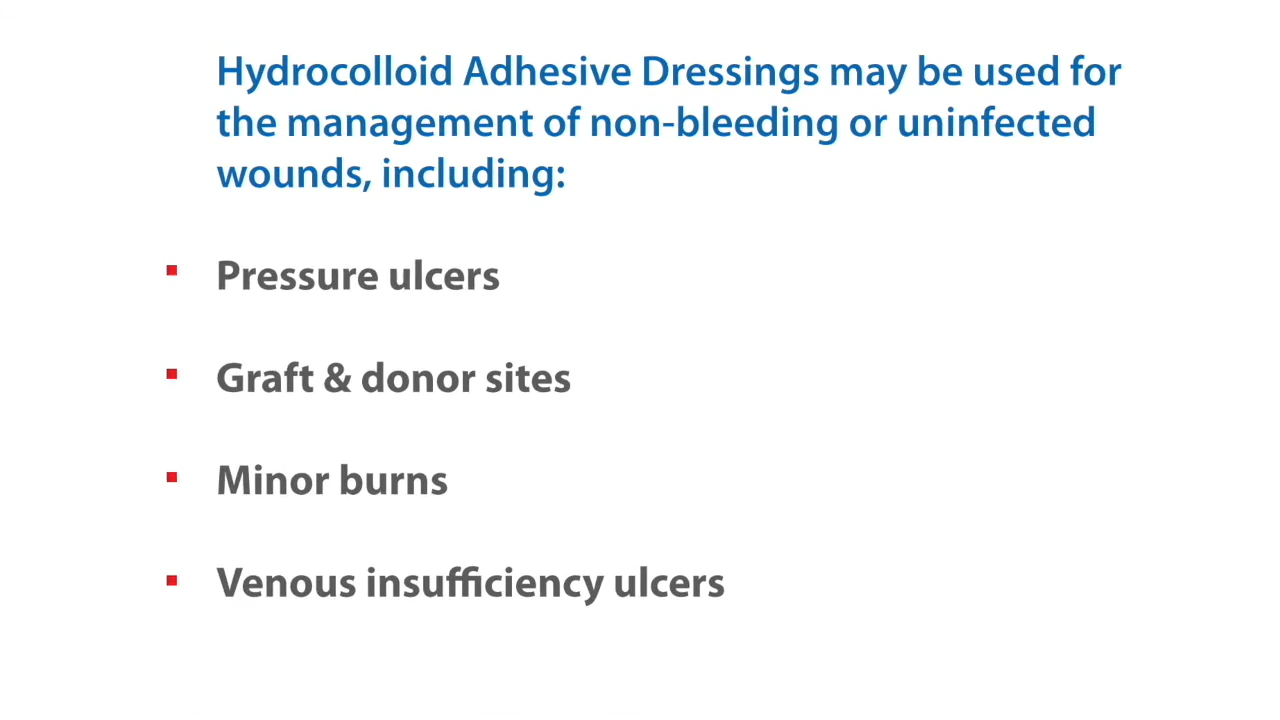 Hydrocolloid Adhesive Dressings may be used for
the management of non-bleeding or uninfected
wounds, including:
Pressure ulcers
Graft & donor sites
Minor burns
Venous insufficiency ulcers